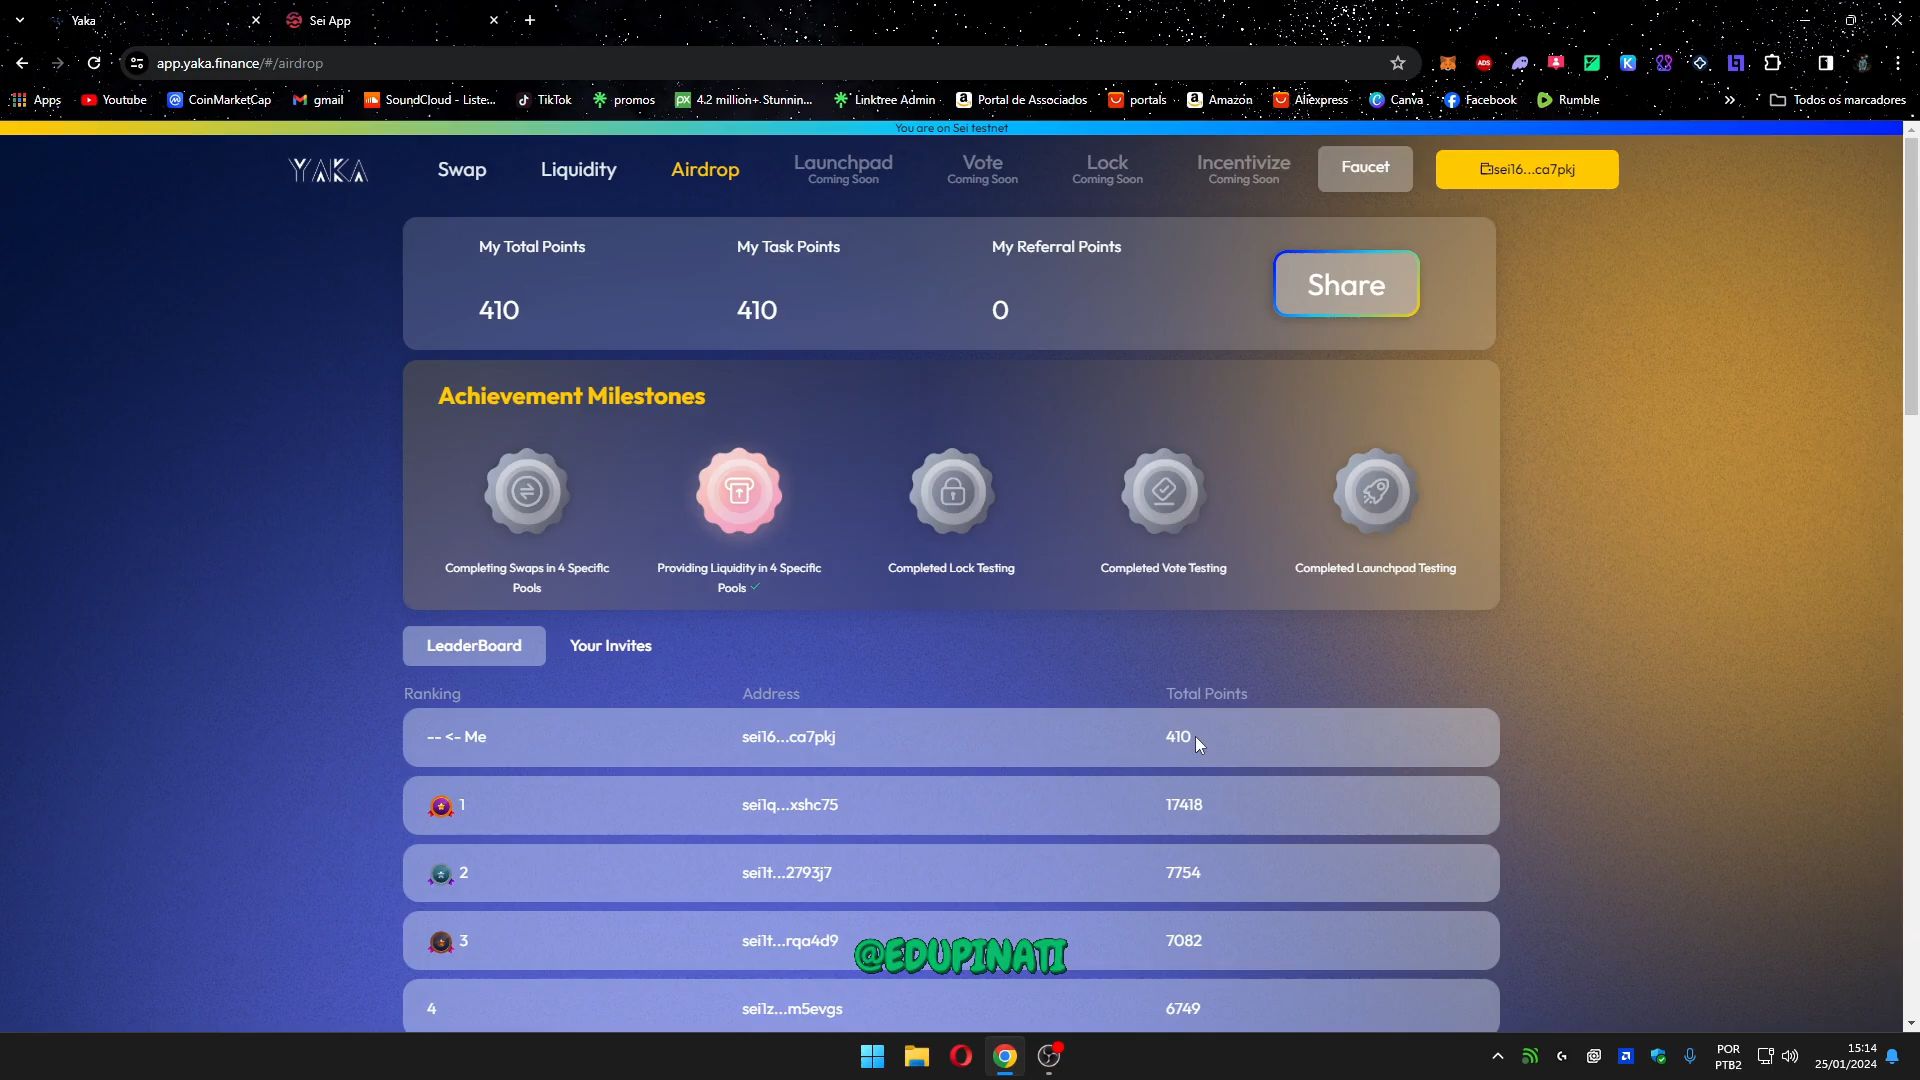 Yaka
Sei App
app.yaka.finance/#/airdrop
ADS
Apps
Youtube
CoinMarketCap
gmail
SoundCloud - Liste...
TikTok
promos
4.2 million+ Stunnin...
Linktree Admin
Portal de Associados
portals
Amazon
Aliexpress
Canva
Facebook
Rumble
Todos os marcadores
You are on Sei testnet
YAKA
Swap
Liquidity
Airdrop
Launchpad
Coming Soon
Vote
Coming Soon
Lock
Coming Soon
Incentivize
Coming Soon
Faucet
sei16...ca7pkj
My Total Points
My Task Points
My Referral Points
410
410
0
Share
Achievement Milestones
Completing Swaps in 4 Specific
Pools
Providing Liquidity in 4 Specific
Pools
Completed Lock Testing
Completed Vote Testing
Completed Launchpad Testing
LeaderBoard
Your Invites
Ranking
Address
Total Points
-- <- Me
sei16...ca7pkj
410
1
sei1q...xshc75
17418
2
sei1t...2793j7
7754
3
sei1t...rqa4d9
7082
@EDUPINATI
4
sei1z...m5evgs
6749
POR
PTB2
15:14
25/01/2024